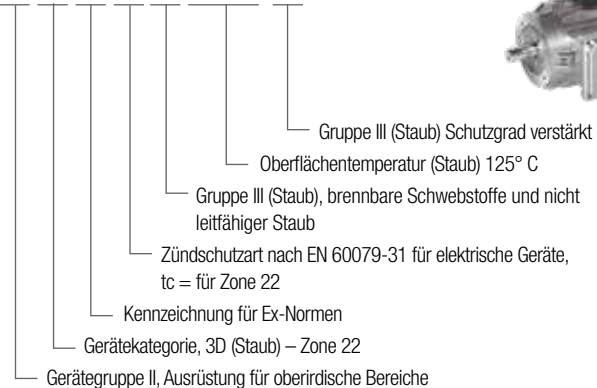 Gruppe III (Staub) Schutzgrad verstärkt
Oberflächentemperatur (Staub) 125° C
Gruppe III (Staub), brennbare Schwebstoffe und nicht
leitfähiger Staub
Zündschutzart nach EN 60079-31 für elektrische Geräte,
tc = für Zone 22
Kennzeichnung für Ex-Normen
Gerätekategorie, 3D (Staub) – Zone 22
Gerätegruppe II, Ausrüstung für oberirdische Bereiche